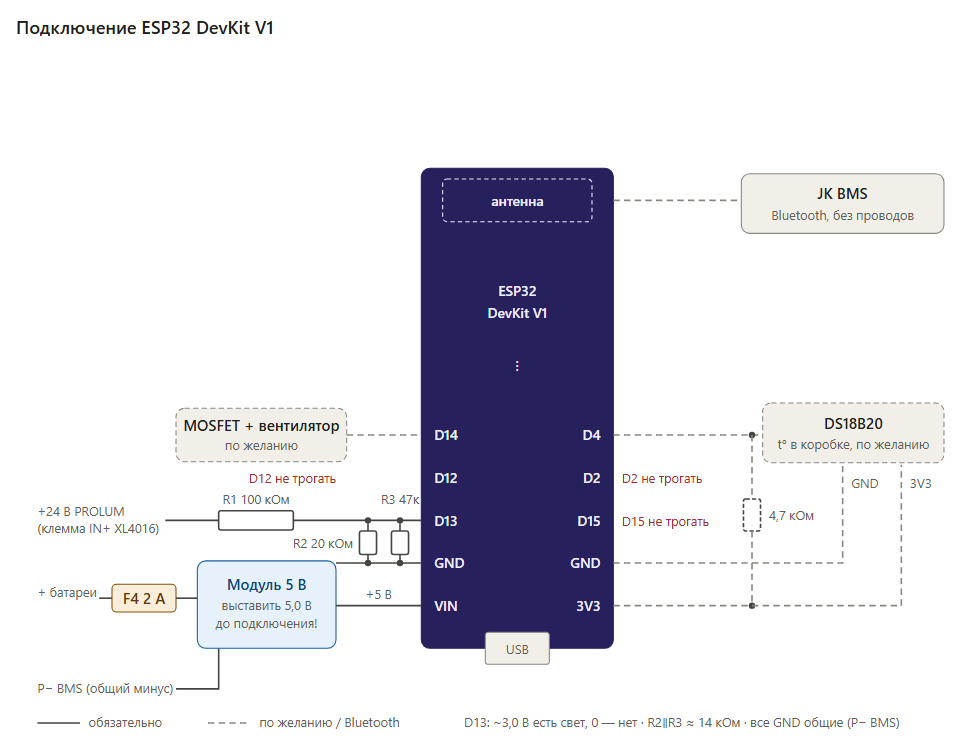 Подключение ESP32 DevKit V1
антенна
JK BMS
Bluetooth, без проводов
ESP32
DevKit V1
⋮
MOSFET + вентилятор
по желанию
D14
D4
DS18B20
t° в коробке, по желанию
D12 не трогать
D12
D2
D2 не трогать
GND
3V3
R1 100 кОм
R3 47к
+24 В PROLUM
(клемма IN+ XL4016)
D13
D15
D15 не трогать
4,7 кОм
R2 20 кОм
GND
GND
Модуль 5 В
выставить 5,0 В
до подключения!
+ батареи
F4 2 А
+5 В
VIN
3V3
USB
P− BMS (общий минус)
обязательно
по желанию / Bluetooth
D13: ~3,0 В есть свет, 0 — нет · R2∥R3 ≈ 14 кОм · все GND общие (P− BMS)